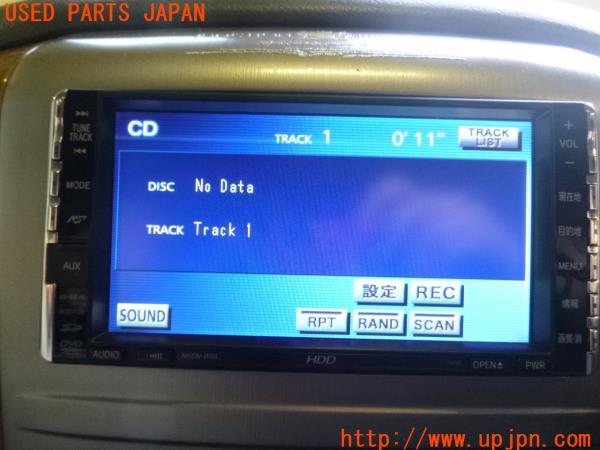 USED PARTS JAPAN
CD
TRACK 1
0'11"
TRACK LIST
TUNE
TRACK
MODE
AUX
DISC No Data
TRACK Track 1
設定
REC
SOUND
RPT
RAND
SCAN
VOL
現在地
目的地
MENU
情報
画面消
AUDIO
HDD
OPEN
PWR
http://www.upjpn.com/